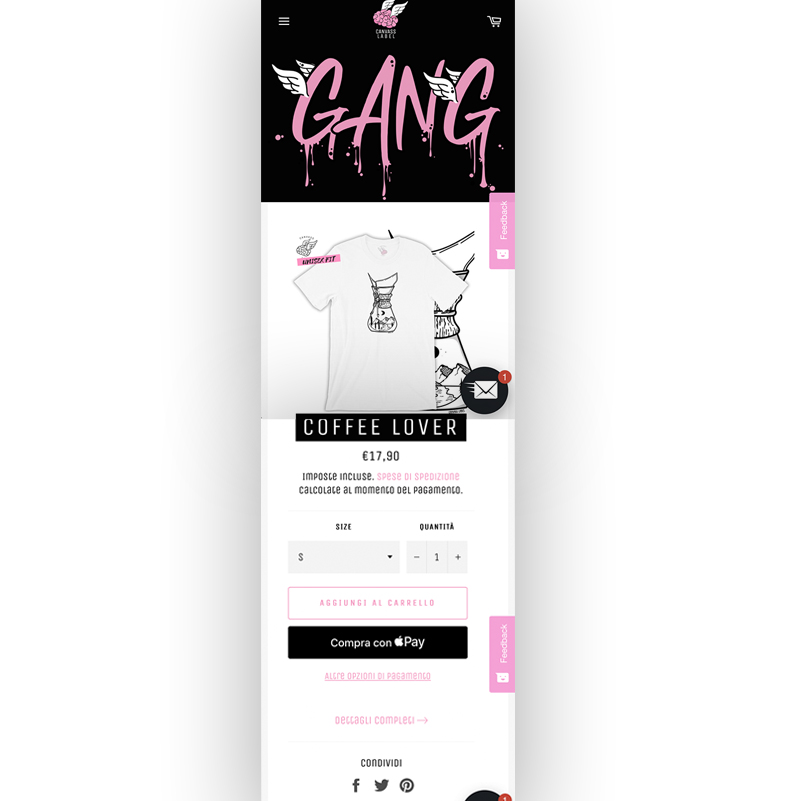 CANVASS
LABEL
GANG
Feedback
UNISEX FIT
1
COFFEE LOVER
€17,90
Imposte incluse. Spese di spedizione
calcolate al momento del pagamento.
SIZE
QUANTITÀ
S
− 1 +
AGGIUNGI AL CARRELLO
Compra con Pay
Altre opzioni di pagamento
Feedback
Dettagli completi →
CONDIVIDI
1